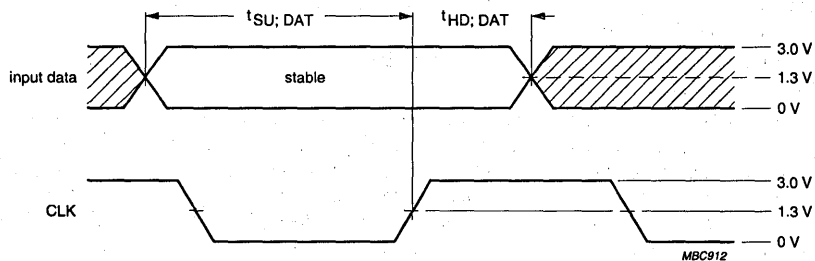 tSU; DAT
tHD; DAT
input data
stable
3.0 V
1.3 V
0 V
CLK
3.0 V
1.3 V
0 V
MBC912